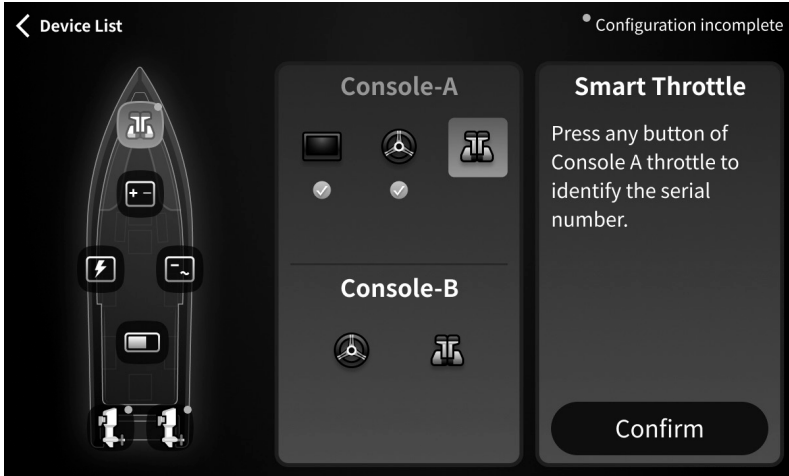 Device List
Configuration incomplete
Console-A
Console-B
Smart Throttle
Press any button of
Console A throttle to
identify the serial
number.
Confirm